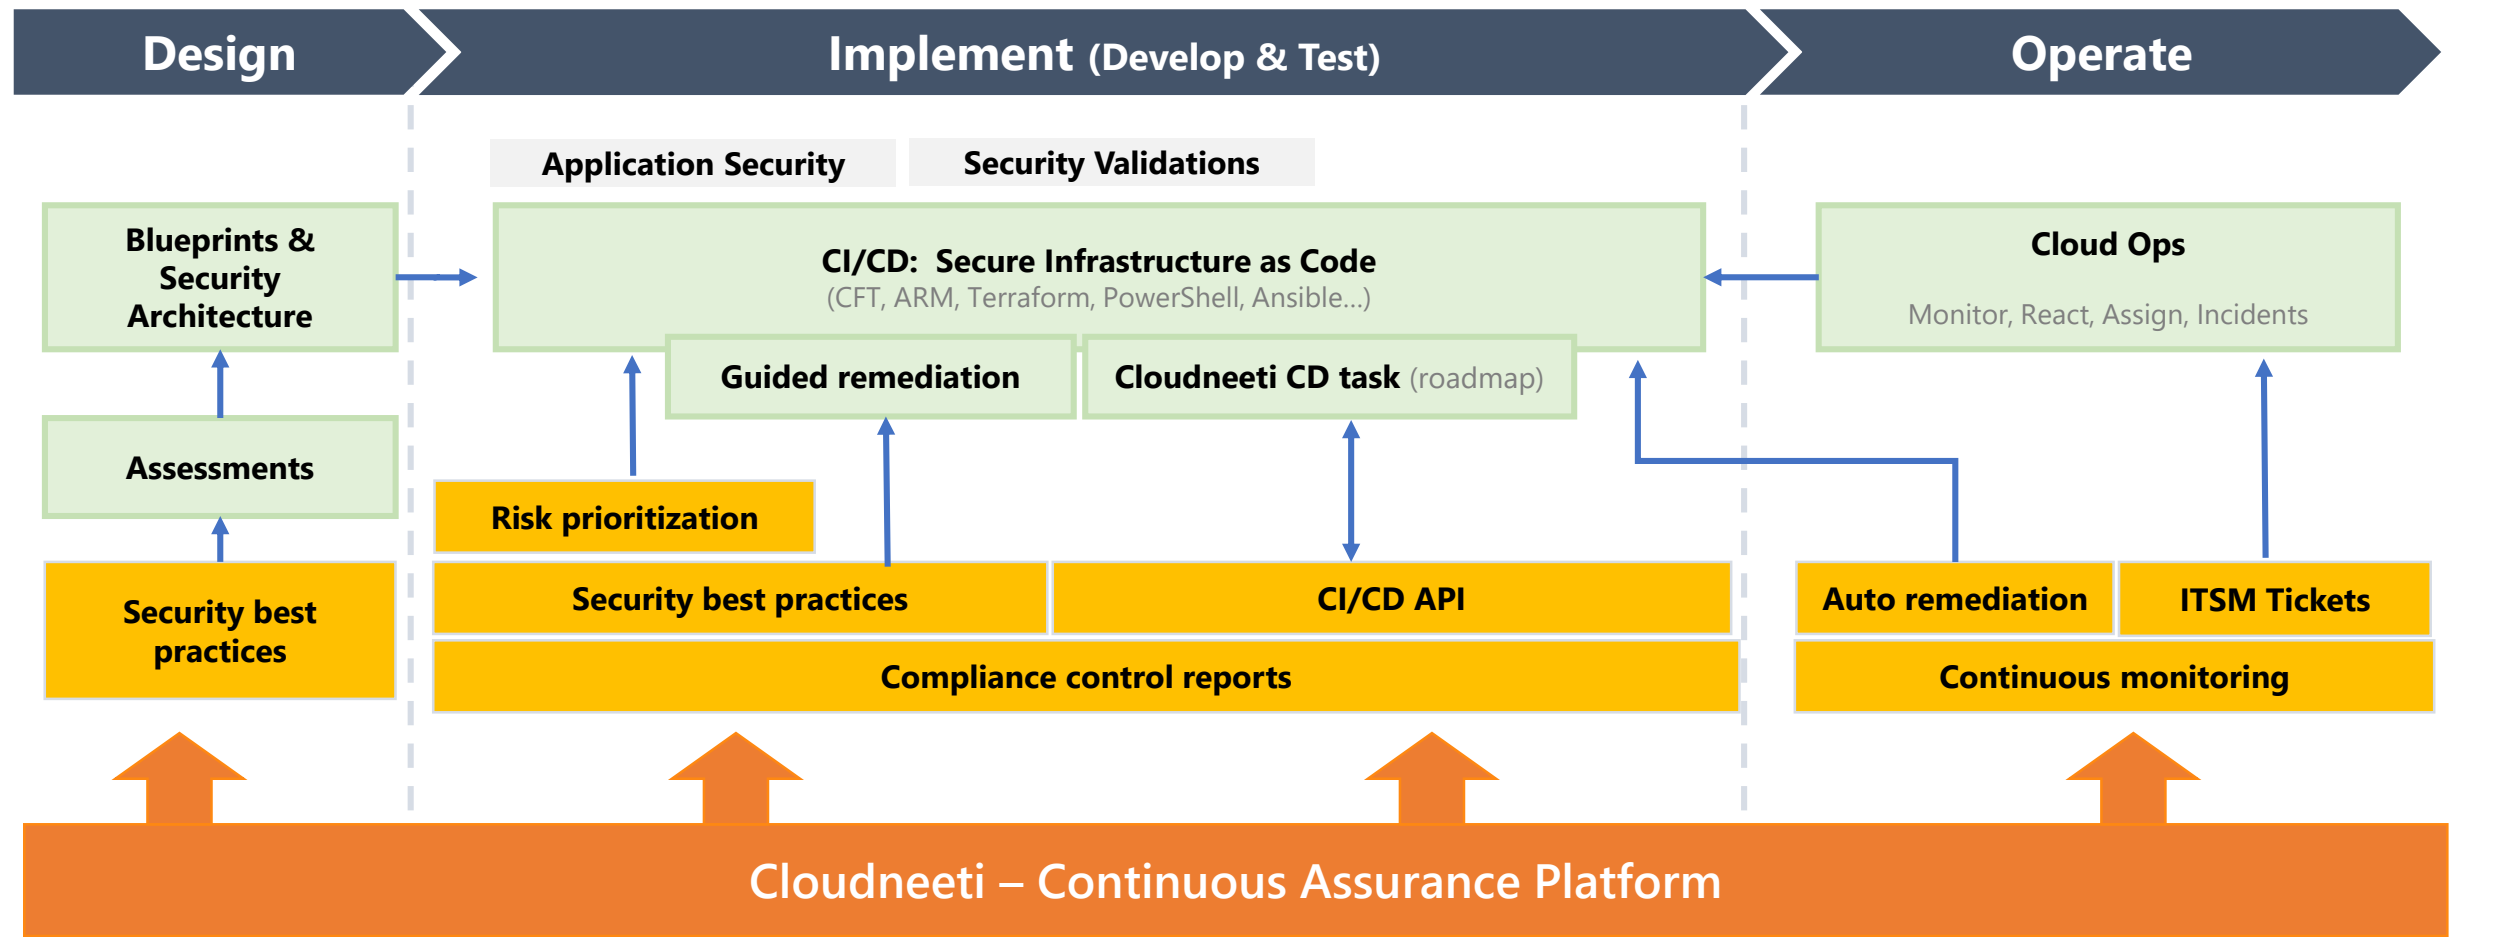 Design
Implement (Develop & Test)
Operate
Application Security
Security Validations
Blueprints &
Security
Architecture
CI/CD:  Secure Infrastructure as Code
(CFT, ARM, Terraform, PowerShell, Ansible...)
Cloud Ops
Monitor, React, Assign, Incidents
Guided remediation
Cloudneeti CD task (roadmap)
Assessments
Risk prioritization
Security best
practices
Security best practices
CI/CD API
Auto remediation
ITSM Tickets
Compliance control reports
Continuous monitoring
Cloudneeti – Continuous Assurance Platform